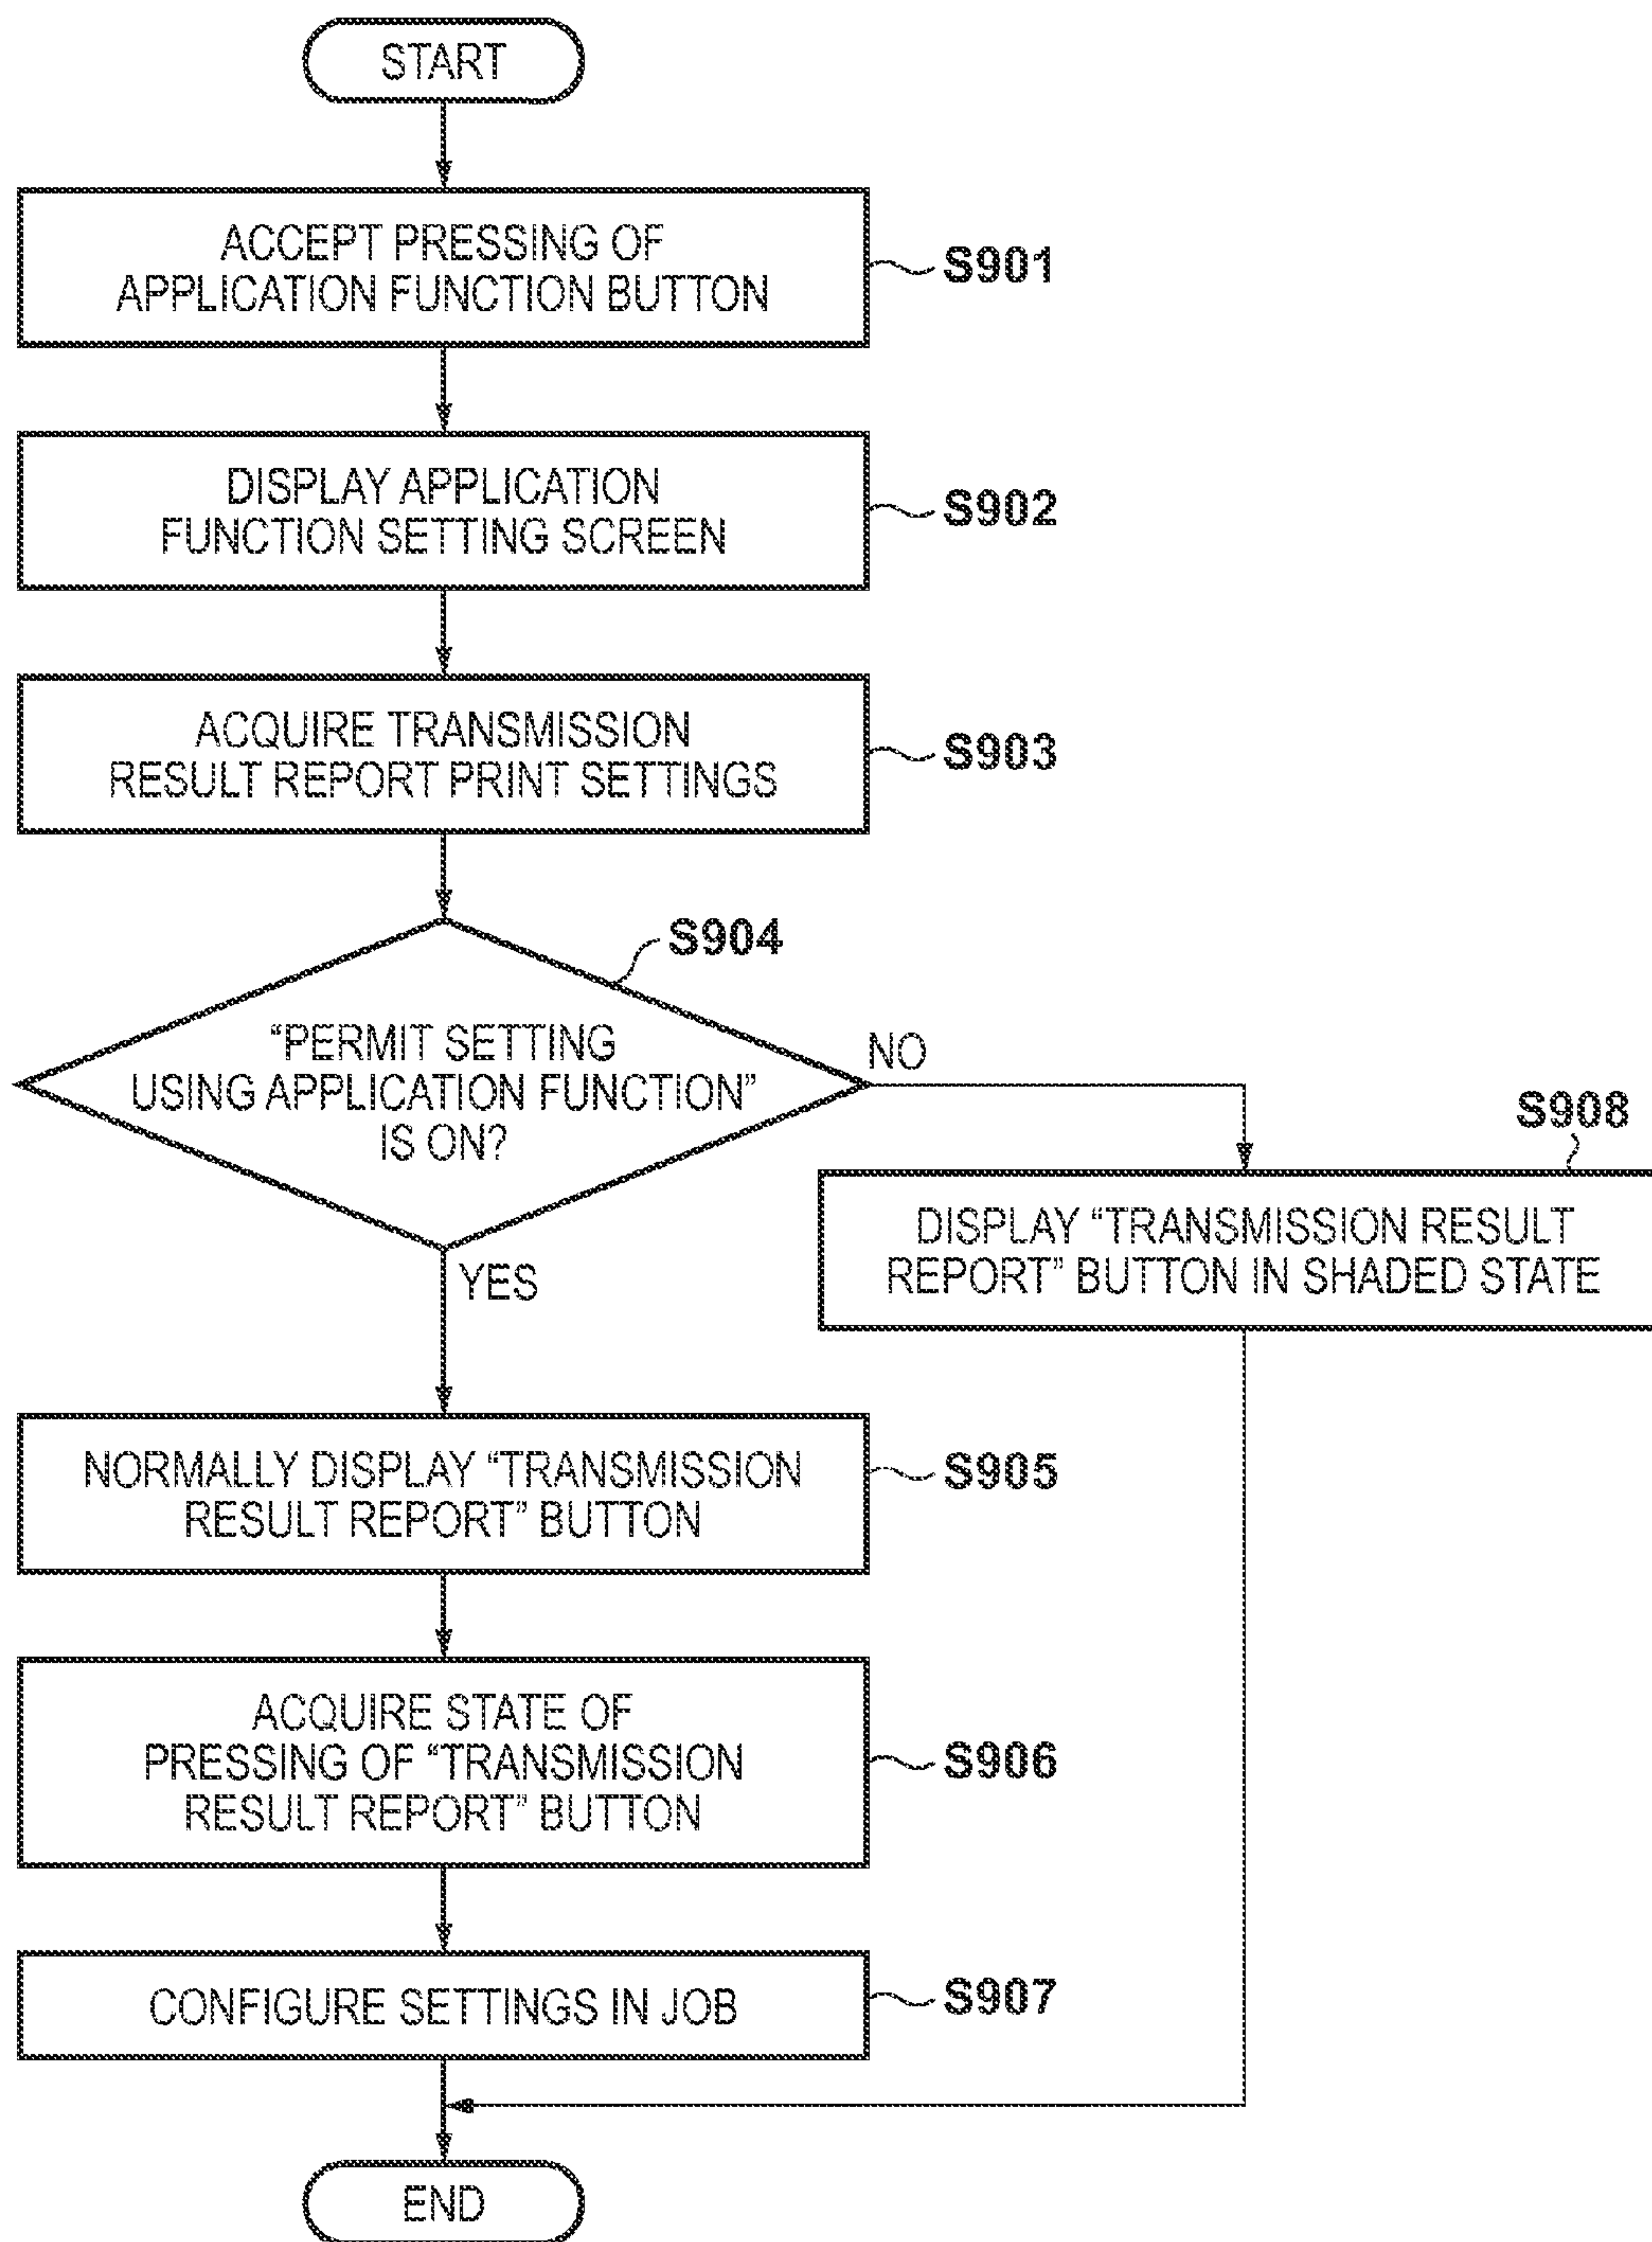 START
ACCEPT PRESSING OF
APPLICATION FUNCTION BUTTON
S901
DISPLAY APPLICATION
FUNCTION SETTING SCREEN
S902
ACQUIRE TRANSMISSION
RESULT REPORT PRINT SETTINGS
S903
S904
“PERMIT SETTING
USING APPLICATION FUNCTION”
IS ON?
NO
YES
S908
DISPLAY “TRANSMISSION RESULT
REPORT” BUTTON IN SHADED STATE
NORMALLY DISPLAY “TRANSMISSION
RESULT REPORT” BUTTON
S905
ACQUIRE STATE OF
PRESSING OF “TRANSMISSION
RESULT REPORT” BUTTON
S906
CONFIGURE SETTINGS IN JOB
S907
END